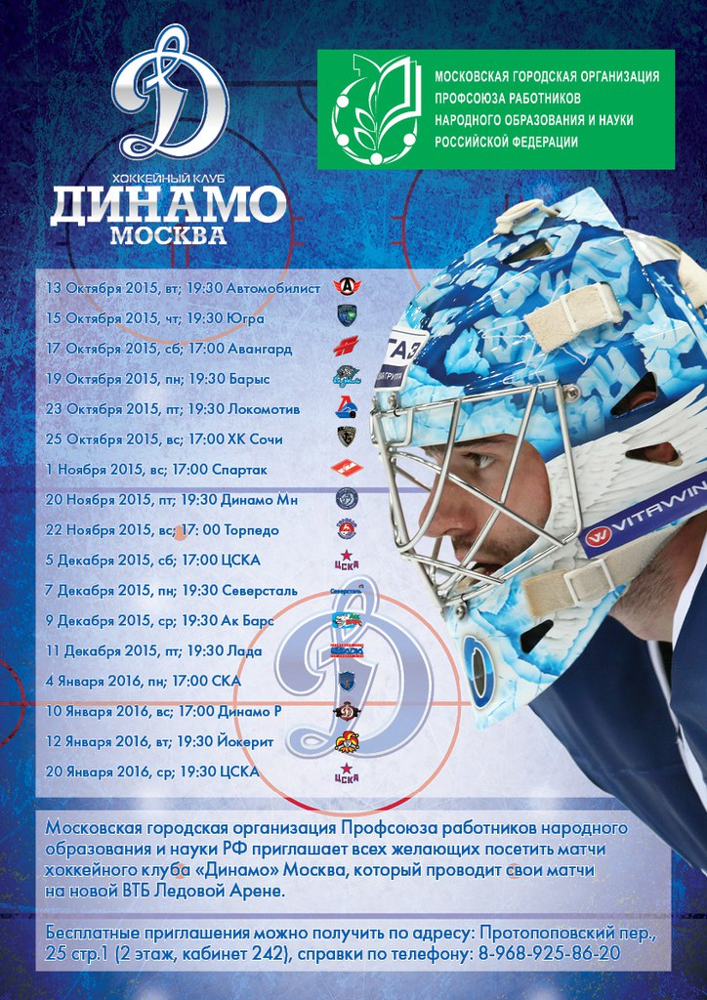 ХОККЕЙНЫЙ КЛУБ
ДИНАМО
МОСКВА
МОСКОВСКАЯ ГОРОДСКАЯ ОРГАНИЗАЦИЯ
ПРОФСОЮЗА РАБОТНИКОВ
НАРОДНОГО ОБРАЗОВАНИЯ И НАУКИ
РОССИЙСКОЙ ФЕДЕРАЦИИ
13 Октября 2015, вт; 19:30 Автомобилист
15 Октября 2015, чт; 19:30 Югра
17 Октября 2015, сб; 17:00 Авангард
19 Октября 2015, пн; 19:30 Барыс
23 Октября 2015, пт; 19:30 Локомотив
25 Октября 2015, вс; 17:00 ХК Сочи
1 Ноября 2015, вс; 17:00 Спартак
20 Ноября 2015, пт; 19:30 Динамо Мн
22 Ноября 2015, вс; 17: 00 Торпедо
5 Декабря 2015, сб; 17:00 ЦСКА
ЦСКА
7 Декабря 2015, пн; 19:30 Северсталь
Северсталь
9 Декабря 2015, ср; 19:30 Ак Барс
11 Декабря 2015, пт; 19:30 Лада
4 Января 2016, пн; 17:00 СКА
10 Января 2016, вс; 17:00 Динамо Р
12 Января 2016, вт; 19:30 Йокерит
20 Января 2016, ср; 19:30 ЦСКА
ЦСКА
ГАЗ
VITAWIN
Московская городская организация Профсоюза работников народного
образования и науки РФ приглашает всех желающих посетить матчи
хоккейного клуба «Динамо» Москва, который проводит свои матчи
на новой ВТБ Ледовой Арене.
Бесплатные приглашения можно получить по адресу: Протопоповский пер.,
25 стр.1 (2 этаж, кабинет 242), справки по телефону: 8-968-925-86-20